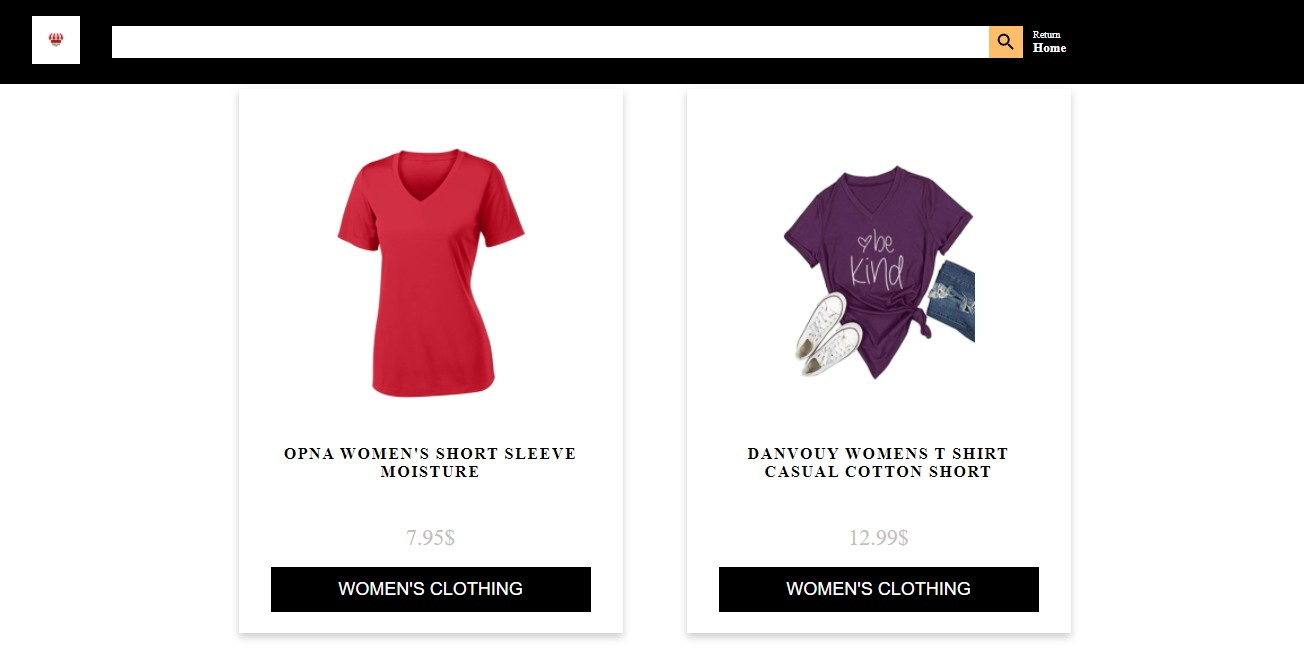 Return
Home
be
kind
OPNA WOMEN'S SHORT SLEEVE
MOISTURE
7.95$
WOMEN'S CLOTHING
DANVOUY WOMENS T SHIRT
CASUAL COTTON SHORT
12.99$
WOMEN'S CLOTHING